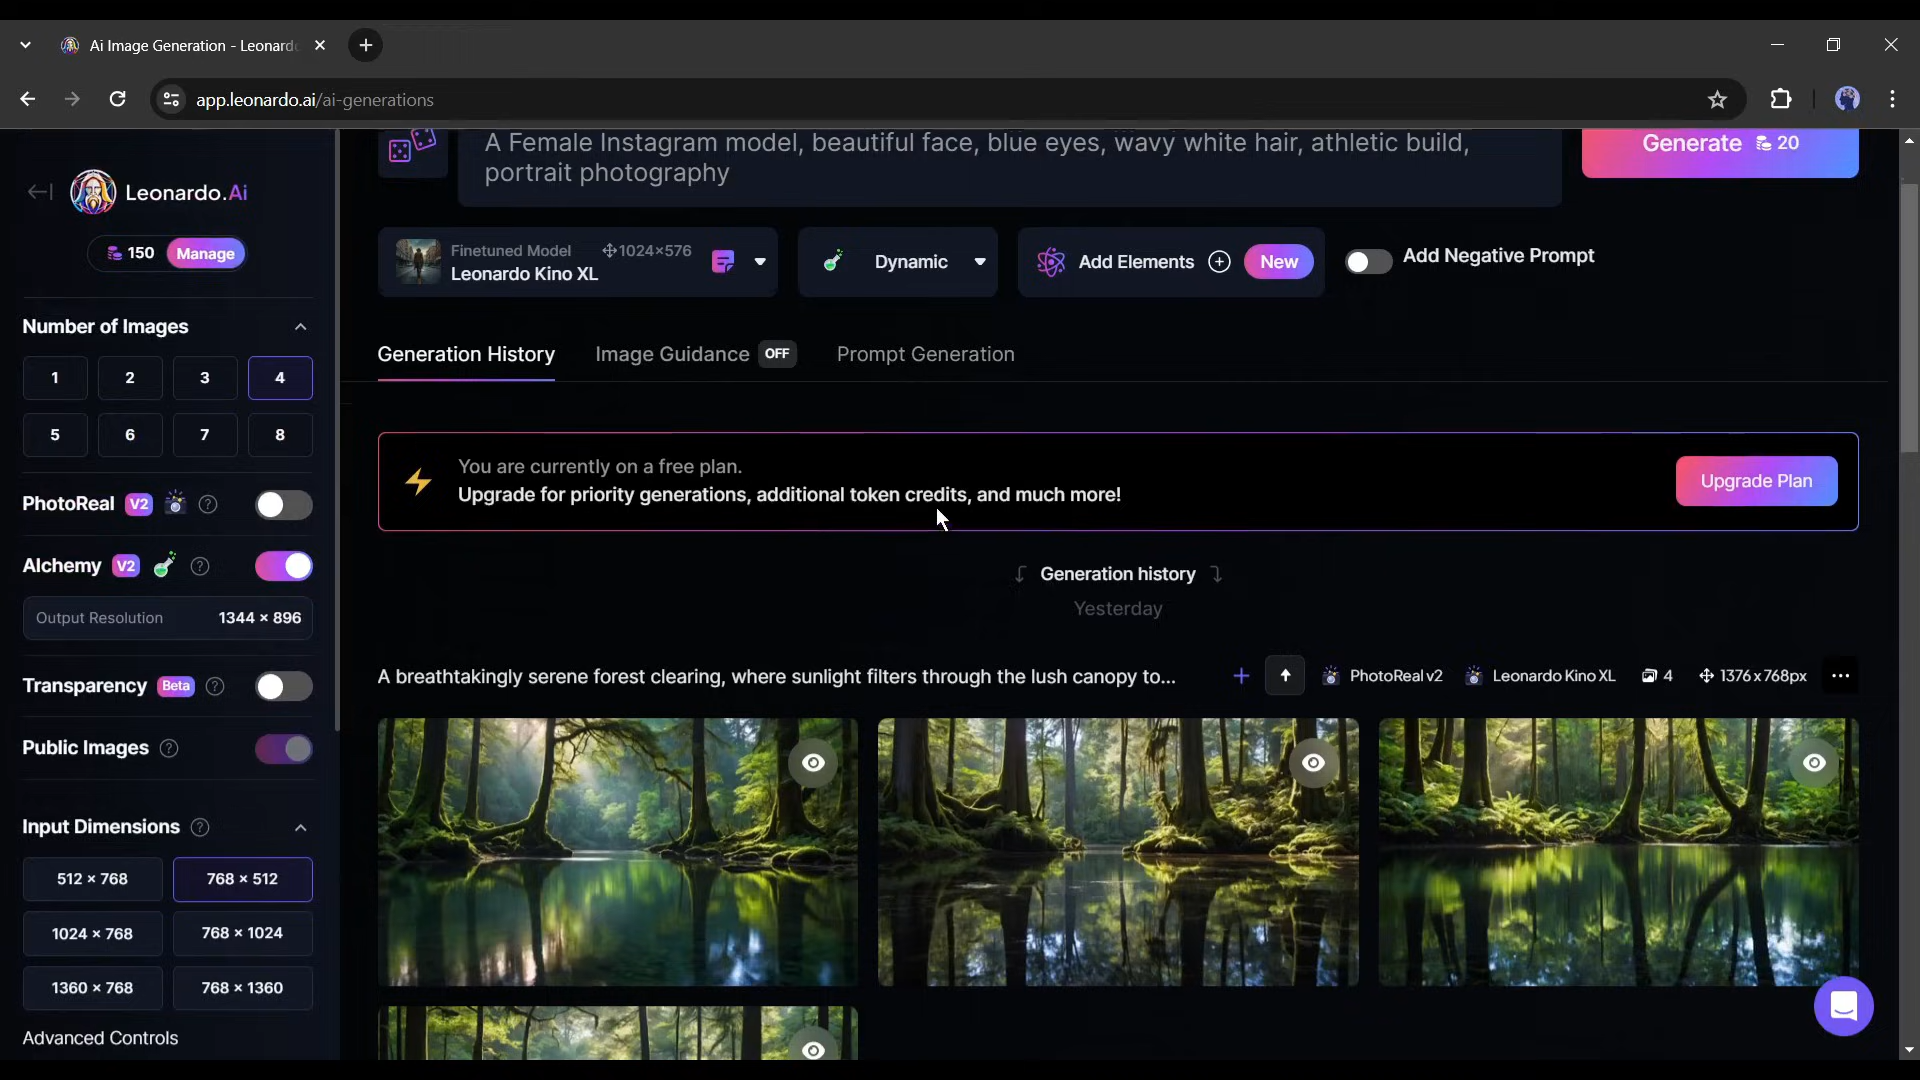 Ai Image Generation - Leonard
app.leonardo.ai/ai-generations
Leonardo.Ai
150 Manage
Number of Images
1 2 3 4
5 6 7 8
PhotoReal V2
Alchemy V2
Output Resolution 1344 × 896
Transparency Beta
Public Images
Input Dimensions
512 × 768 768 × 512
1024 × 768 768 × 1024
1360 × 768 768 × 1360
Advanced Controls
A Female Instagram model, beautiful face, blue eyes, wavy white hair, athletic build,
portrait photography
Generate 20
Finetuned Model 1024×576
Leonardo Kino XL
Dynamic
Add Elements New
Add Negative Prompt
Generation History Image Guidance OFF Prompt Generation
You are currently on a free plan.
Upgrade for priority generations, additional token credits, and much more!
Upgrade Plan
Generation history
Yesterday
A breathtakingly serene forest clearing, where sunlight filters through the lush canopy to...
PhotoReal v2 Leonardo Kino XL 4 1376 x 768px